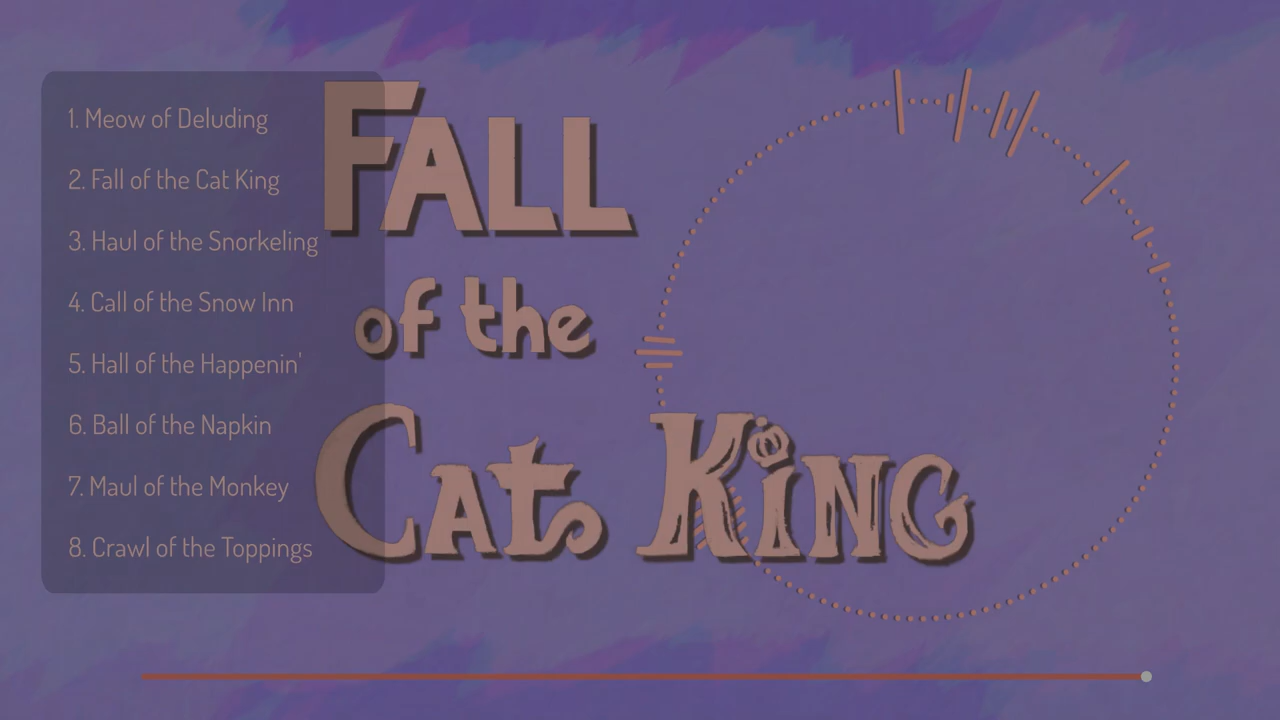 1. Meow of Deluding
2. Fall of the Cat King
3. Haul of the Snorkeling
4. Call of the Snow Inn
5. Hall of the Happenin'
6. Ball of the Napkin
7. Maul of the Monkey
8. Crawl of the Toppings
FALL
of the
CAt KiNG